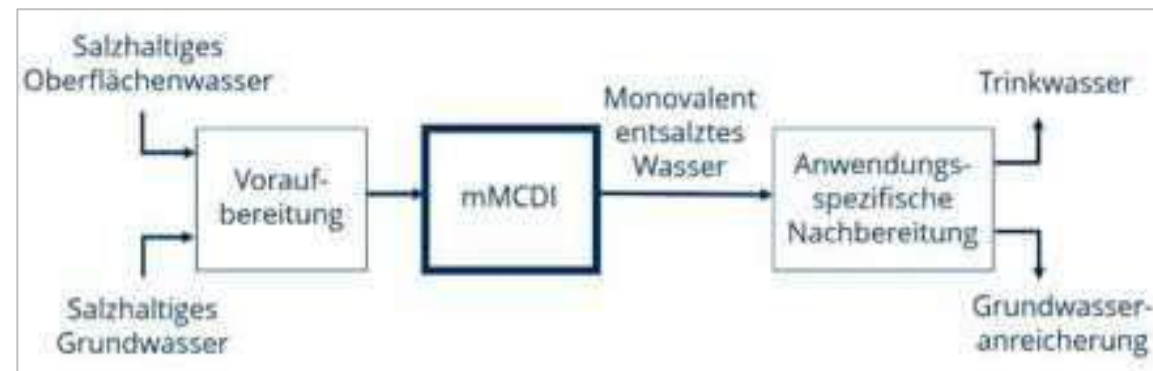 Salzhaltiges
Oberflächenwasser
Salzhaltiges
Grundwasser
Vorauf-
bereitung
mMCDI
Monovalent
entsalztes
Wasser
Anwendungs-
spezifische
Nachbereitung
Trinkwasser
Grundwasser-
anreicherung